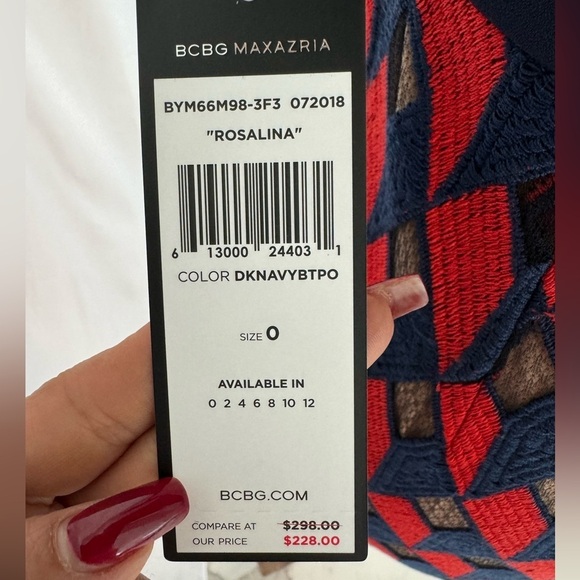 BCBG MAXAZRIA
BYM66M98-3F3 072018
"ROSALINA"
6 13000 24403 1
COLOR DKNAVYBTPO
SIZE 0
AVAILABLE IN
0 2 4 6 8 10 12
BCBG.COM
COMPARE AT $298.00
OUR PRICE $228.00